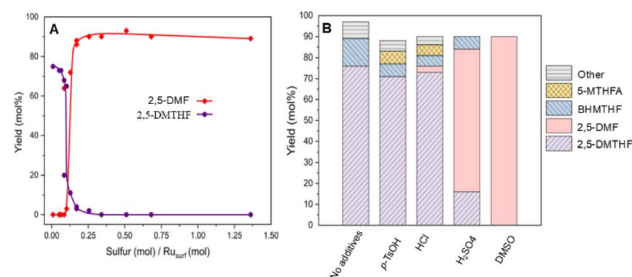 A
Yield (mol%)
100
80
60
40
20
0
2,5-DMF
2,5-DMTHF
0.00 0.25 0.50 0.75 1.00 1.25 1.50
Sulfur (mol) / Ru_surf (mol)
B
Yield (mol%)
100
90
80
70
60
50
40
30
20
10
0
No additives
p-TsOH
HCl
H2SO4
DMSO
Other
5-MTHFA
BHMTHF
2,5-DMF
2,5-DMTHF